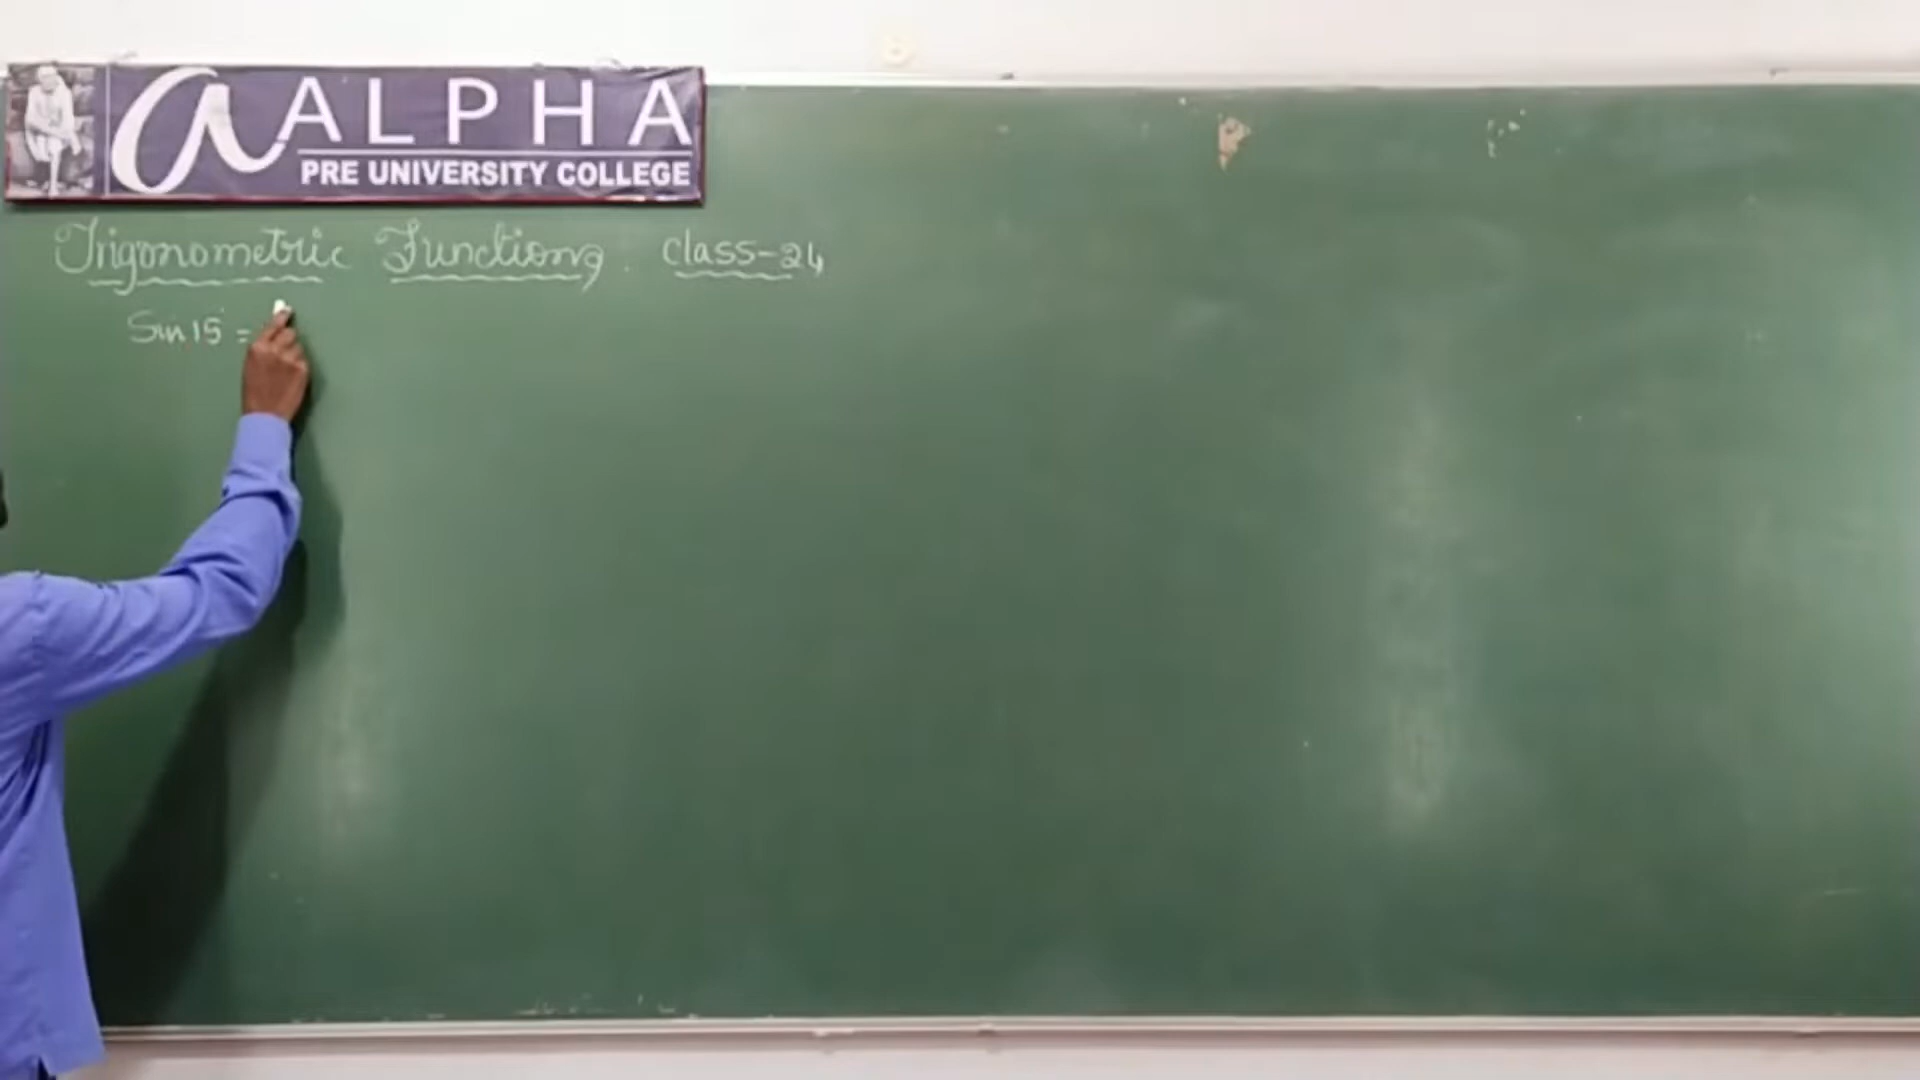 ALPHA
PRE UNIVERSITY COLLEGE
Trigonometric Functions. Class-24
Sin 15° =